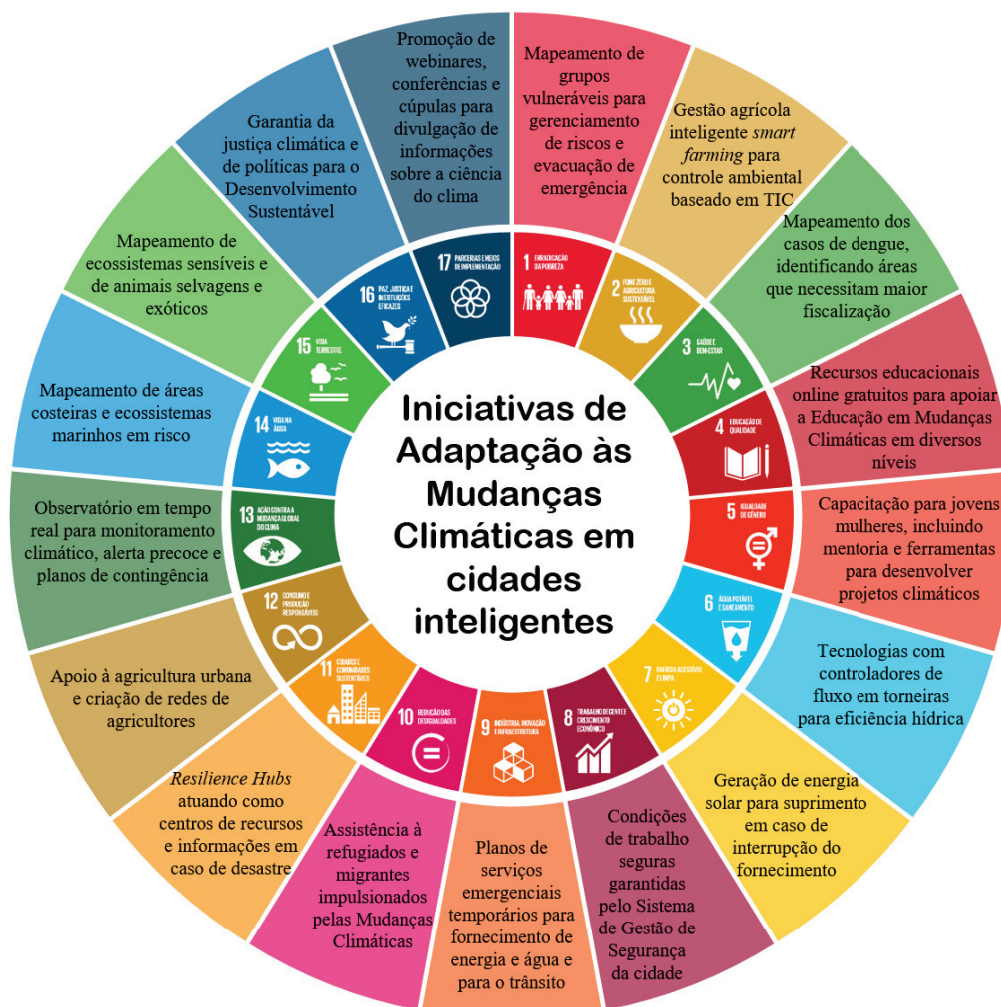 Iniciativas de
Adaptação às
Mudanças
Climáticas em
cidades
inteligentes
1 ERRADICAÇÃO
DA POBREZA
Mapeamento de
grupos
vulneráveis para
gerenciamento
de riscos e
evacuação de
emergência
2 FOME ZERO E
AGRICULTURA
SUSTENTÁVEL
Gestão agrícola
inteligente smart
farming para
controle ambiental
baseado em TIC
3 SAÚDE E
BEM-ESTAR
Mapeamento dos
casos de dengue,
identificando áreas
que necessitam maior
fiscalização
4 EDUCAÇÃO DE
QUALIDADE
Recursos educacionais
online gratuitos para apoiar
a Educação em Mudanças
Climáticas em diversos
níveis
5 IGUALDADE
DE GÊNERO
Capacitação para jovens
mulheres, incluindo
mentoria e ferramentas
para desenvolver
projetos climáticos
6 ÁGUA POTÁVEL
E SANEAMENTO
Tecnologias com
controladores de
fluxo em torneiras
para eficiência hídrica
7 ENERGIA ACESSÍVEL
E LIMPA
Geração de energia
solar para suprimento
em caso de
interrupção do
fornecimento
8 TRABALHO DECENTE E
CRESCIMENTO
ECONÔMICO
Condições
de trabalho
seguras
garantidas
pelo Sistema
de Gestão de
Segurança
da cidade
9 INDÚSTRIA, INOVAÇÃO
E INFRAESTRUTURA
Planos de
serviços
emergenciais
temporários para
fornecimento de
energia e água e
para o trânsito
10 REDUÇÃO DAS
DESIGUALDADES
Assistência à
refugiados e
migrantes
impulsionados
pelas Mudanças
Climáticas
11 CIDADES E
COMUNIDADES
SUSTENTÁVEIS
Resilience Hubs
atuando como
centros de recursos
e informações em
caso de desastre
12 CONSUMO E
PRODUÇÃO
RESPONSÁVEIS
Apoio à agricultura urbana
e criação de redes de
agricultores
13 AÇÃO CONTRA A
MUDANÇA GLOBAL
DO CLIMA
Observatório em tempo
real para monitoramento
climático, alerta precoce e
planos de contingência
14 VIDA NA
ÁGUA
Mapeamento de áreas
costeiras e ecossistemas
marinhos em risco
15 VIDA
TERRESTRE
Mapeamento de
ecossistemas sensíveis e
de animais selvagens e
exóticos
16 PAZ, JUSTIÇA E
INSTITUIÇÕES
EFICAZES
Garantia da
justiça climática e
de políticas para o
Desenvolvimento
Sustentável
17 PARCERIAS E MEIOS
DE IMPLEMENTAÇÃO
Promoção de
webinares,
conferências e
cúpulas para
divulgação de
informações
sobre a ciência
do clima